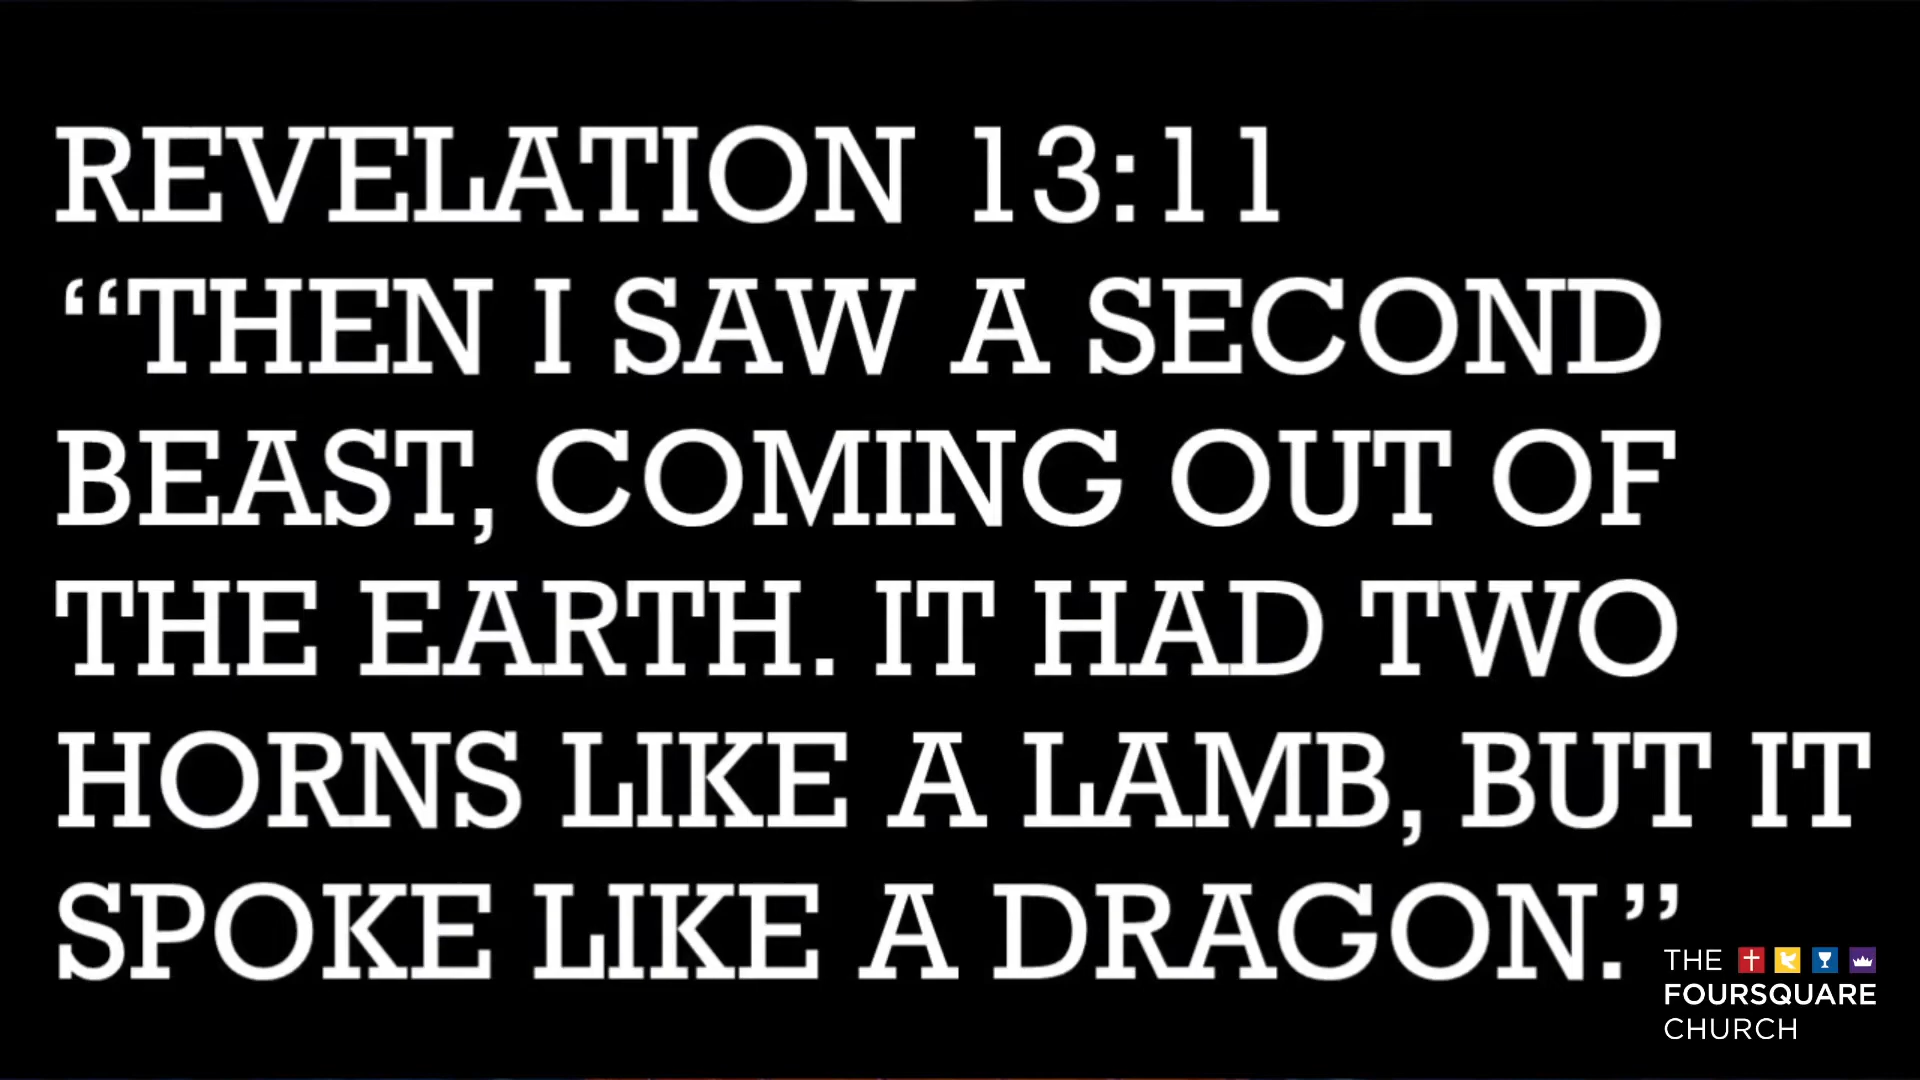 REVELATION 13:11
“THEN I SAW A SECOND
BEAST, COMING OUT OF
THE EARTH. IT HAD TWO
HORNS LIKE A LAMB, BUT IT
SPOKE LIKE A DRAGON.”
THE
FOURSQUARE
CHURCH